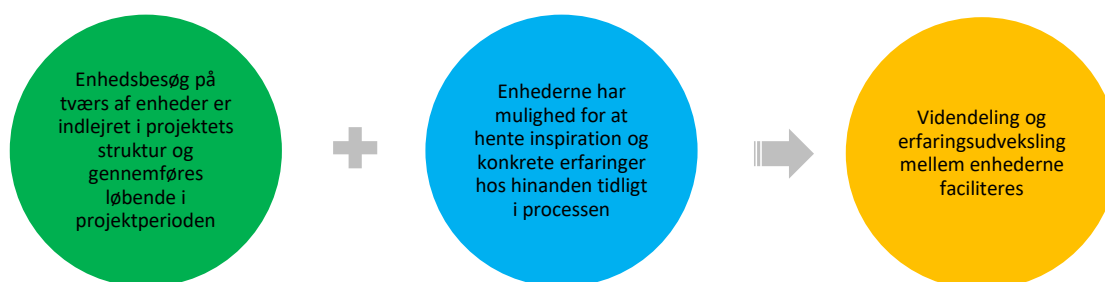 Enhedsbesøg på
tværs af enheder er
indlejret i projektets
struktur og
gennemføres
løbende i
projektperioden
Enhederne har
mulighed for at
hente inspiration og
konkrete erfaringer
hos hinanden tidligt
i processen
Videndeling og
erfaringsudveksling
mellem enhederne
faciliteres